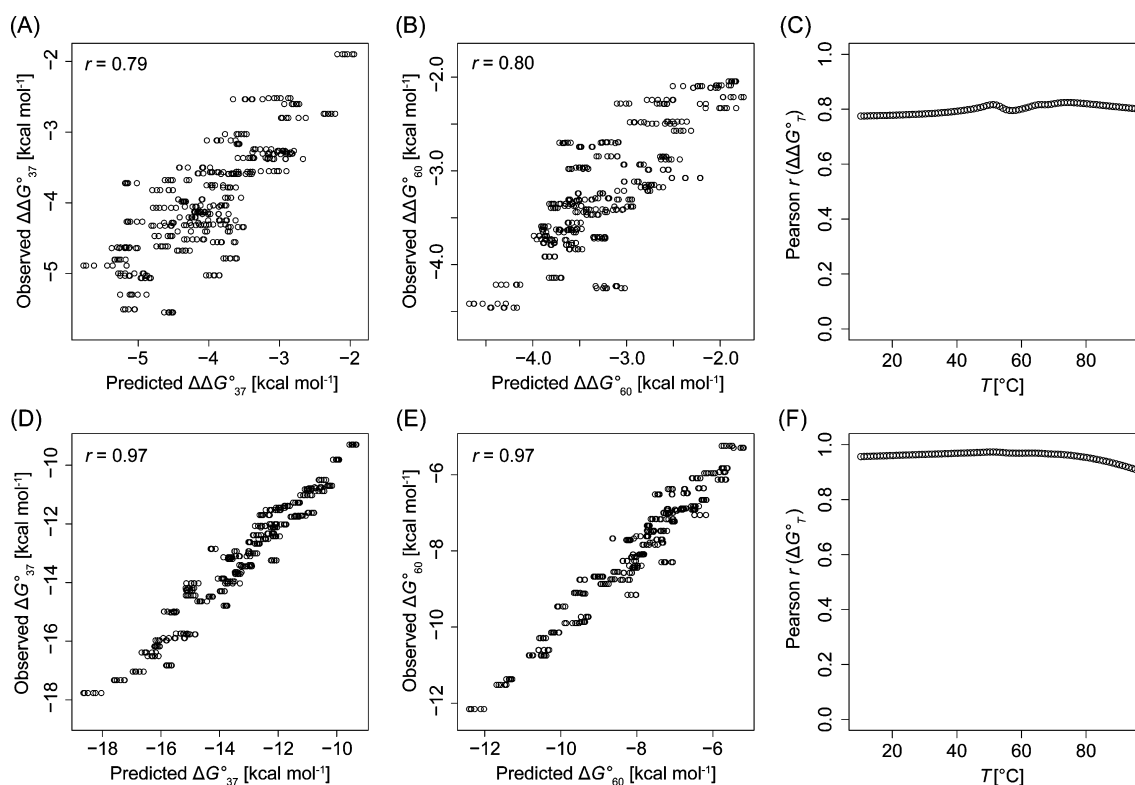 (A)
r = 0.79
Observed ΔΔG°37 [kcal mol-1]
−2
−3
−4
−5
−5
−4
−3
−2
Predicted ΔΔG°37 [kcal mol-1]
(B)
r = 0.80
Observed ΔΔG°60 [kcal mol-1]
−2.0
−3.0
−4.0
−4.0
−3.0
−2.0
Predicted ΔΔG°60 [kcal mol-1]
(C)
Pearson r (ΔΔG°T)
1.0
0.8
0.6
0.4
0.2
0.0
20
40
60
80
T [°C]
(D)
r = 0.97
Observed ΔG°37 [kcal mol-1]
−10
−12
−14
−16
−18
−18
−16
−14
−12
−10
Predicted ΔG°37 [kcal mol-1]
(E)
r = 0.97
Observed ΔG°60 [kcal mol-1]
−6
−8
−10
−12
−12
−10
−8
−6
Predicted ΔG°60 [kcal mol-1]
(F)
Pearson r (ΔG°T)
1.0
0.8
0.6
0.4
0.2
0.0
20
40
60
80
T [°C]